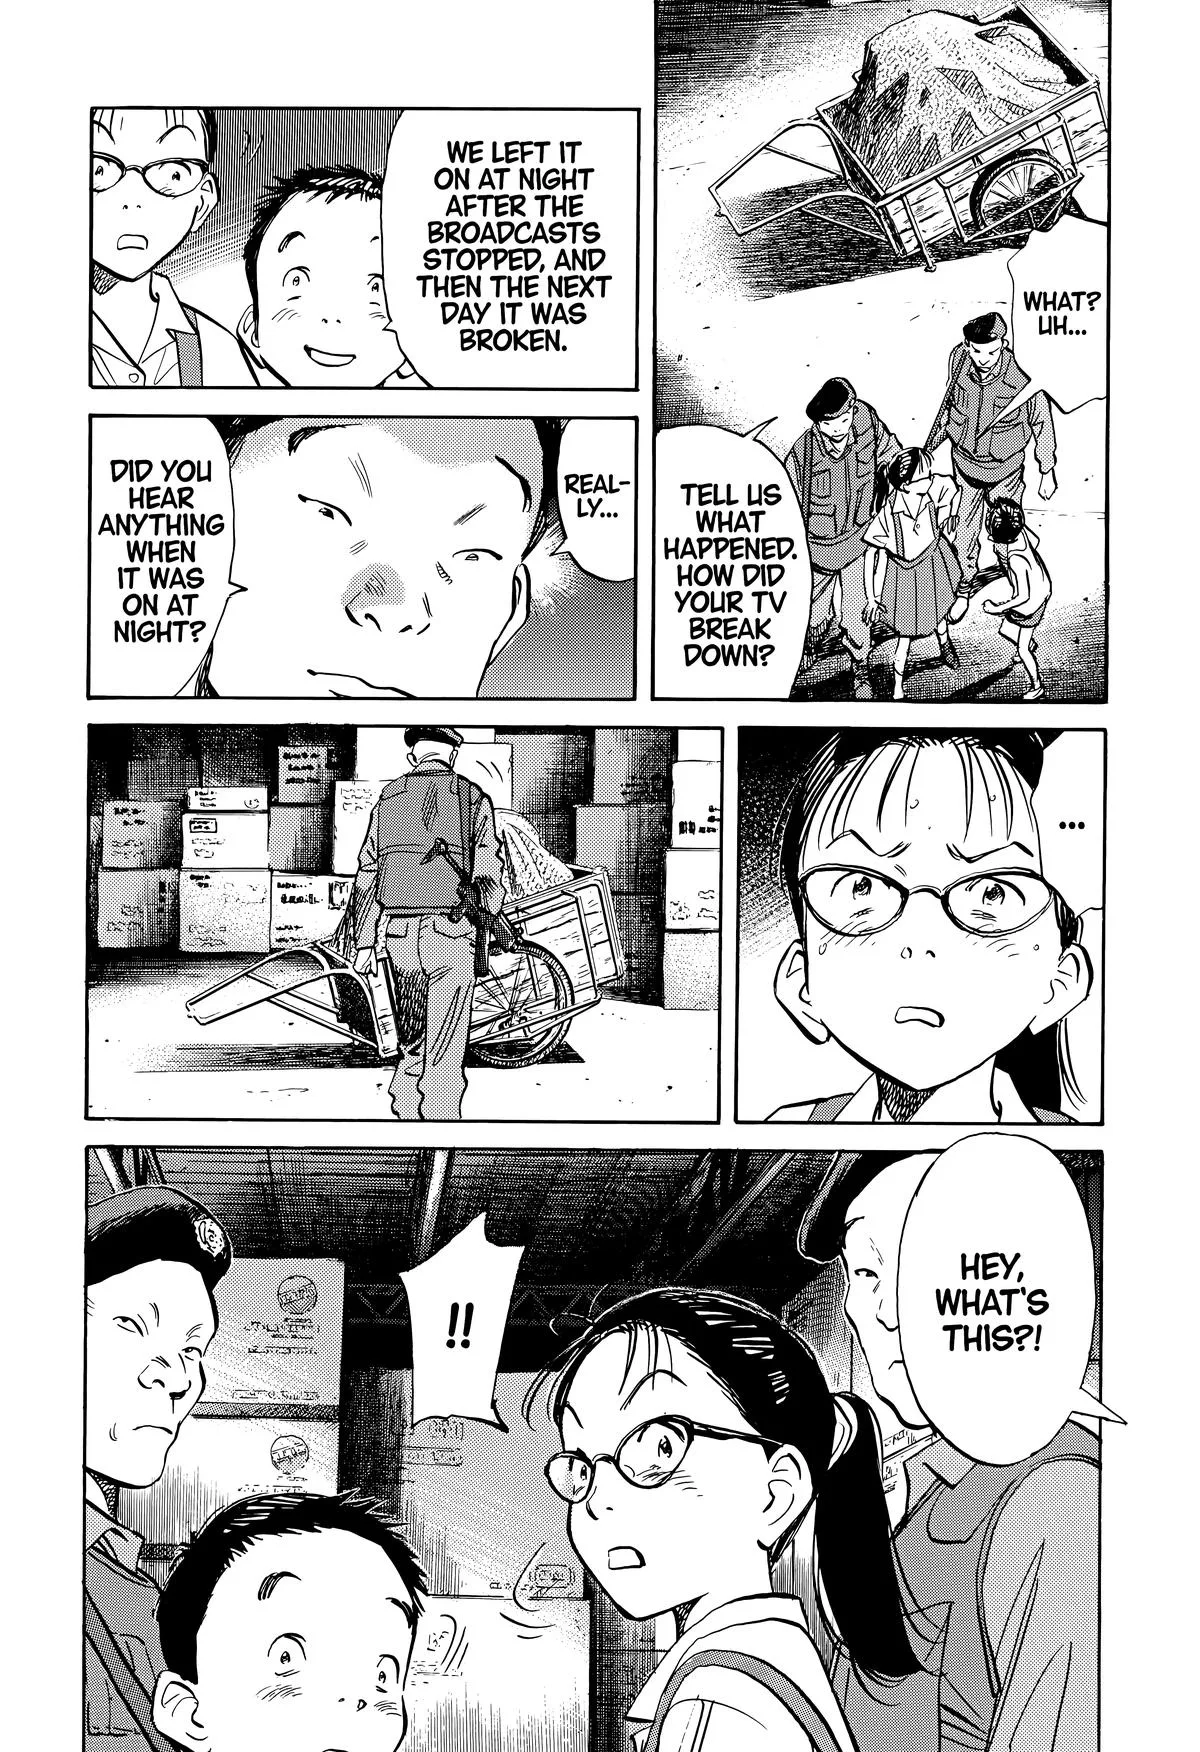 WHAT?
UH...
TELL US
WHAT
HAPPENED.
HOW DID
YOUR TV
BREAK
DOWN?
WE LEFT IT
ON AT NIGHT
AFTER THE
BROADCASTS
STOPPED, AND
THEN THE NEXT
DAY IT WAS
BROKEN.
REAL-
LY...
DID YOU
HEAR
ANYTHING
WHEN
IT WAS
ON AT
NIGHT?
...
HEY,
WHAT'S
THIS?!
!!